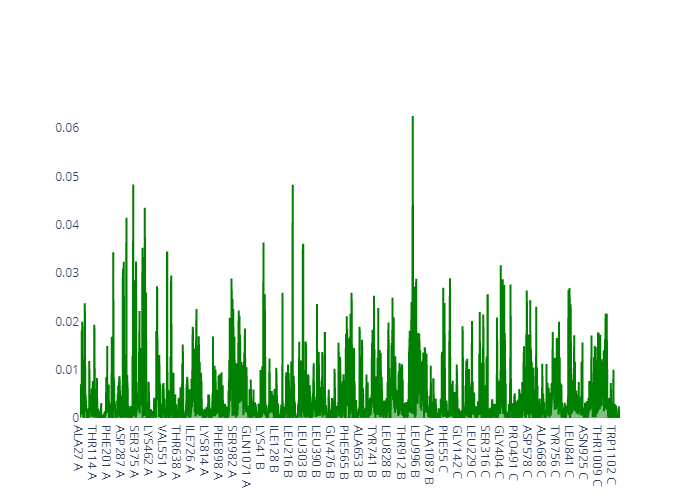 0.06
0.05
0.04
0.03
0.02
0.01
0
ALA27 A
THR114 A
PHE201 A
ASP287 A
SER375 A
LYS462 A
VAL551 A
THR638 A
ILE726 A
LYS814 A
PHE898 A
SER982 A
GLN1071 A
LYS41 B
ILE128 B
LEU216 B
LEU303 B
LEU390 B
GLY476 B
PHE565 B
ALA653 B
TYR741 B
LEU828 B
THR912 B
LEU996 B
ALA1087 B
PHE55 C
GLY142 C
LEU229 C
SER316 C
GLY404 C
PRO491 C
ASP578 C
ALA668 C
TYR756 C
LEU841 C
ASN925 C
THR1009 C
TRP1102 C